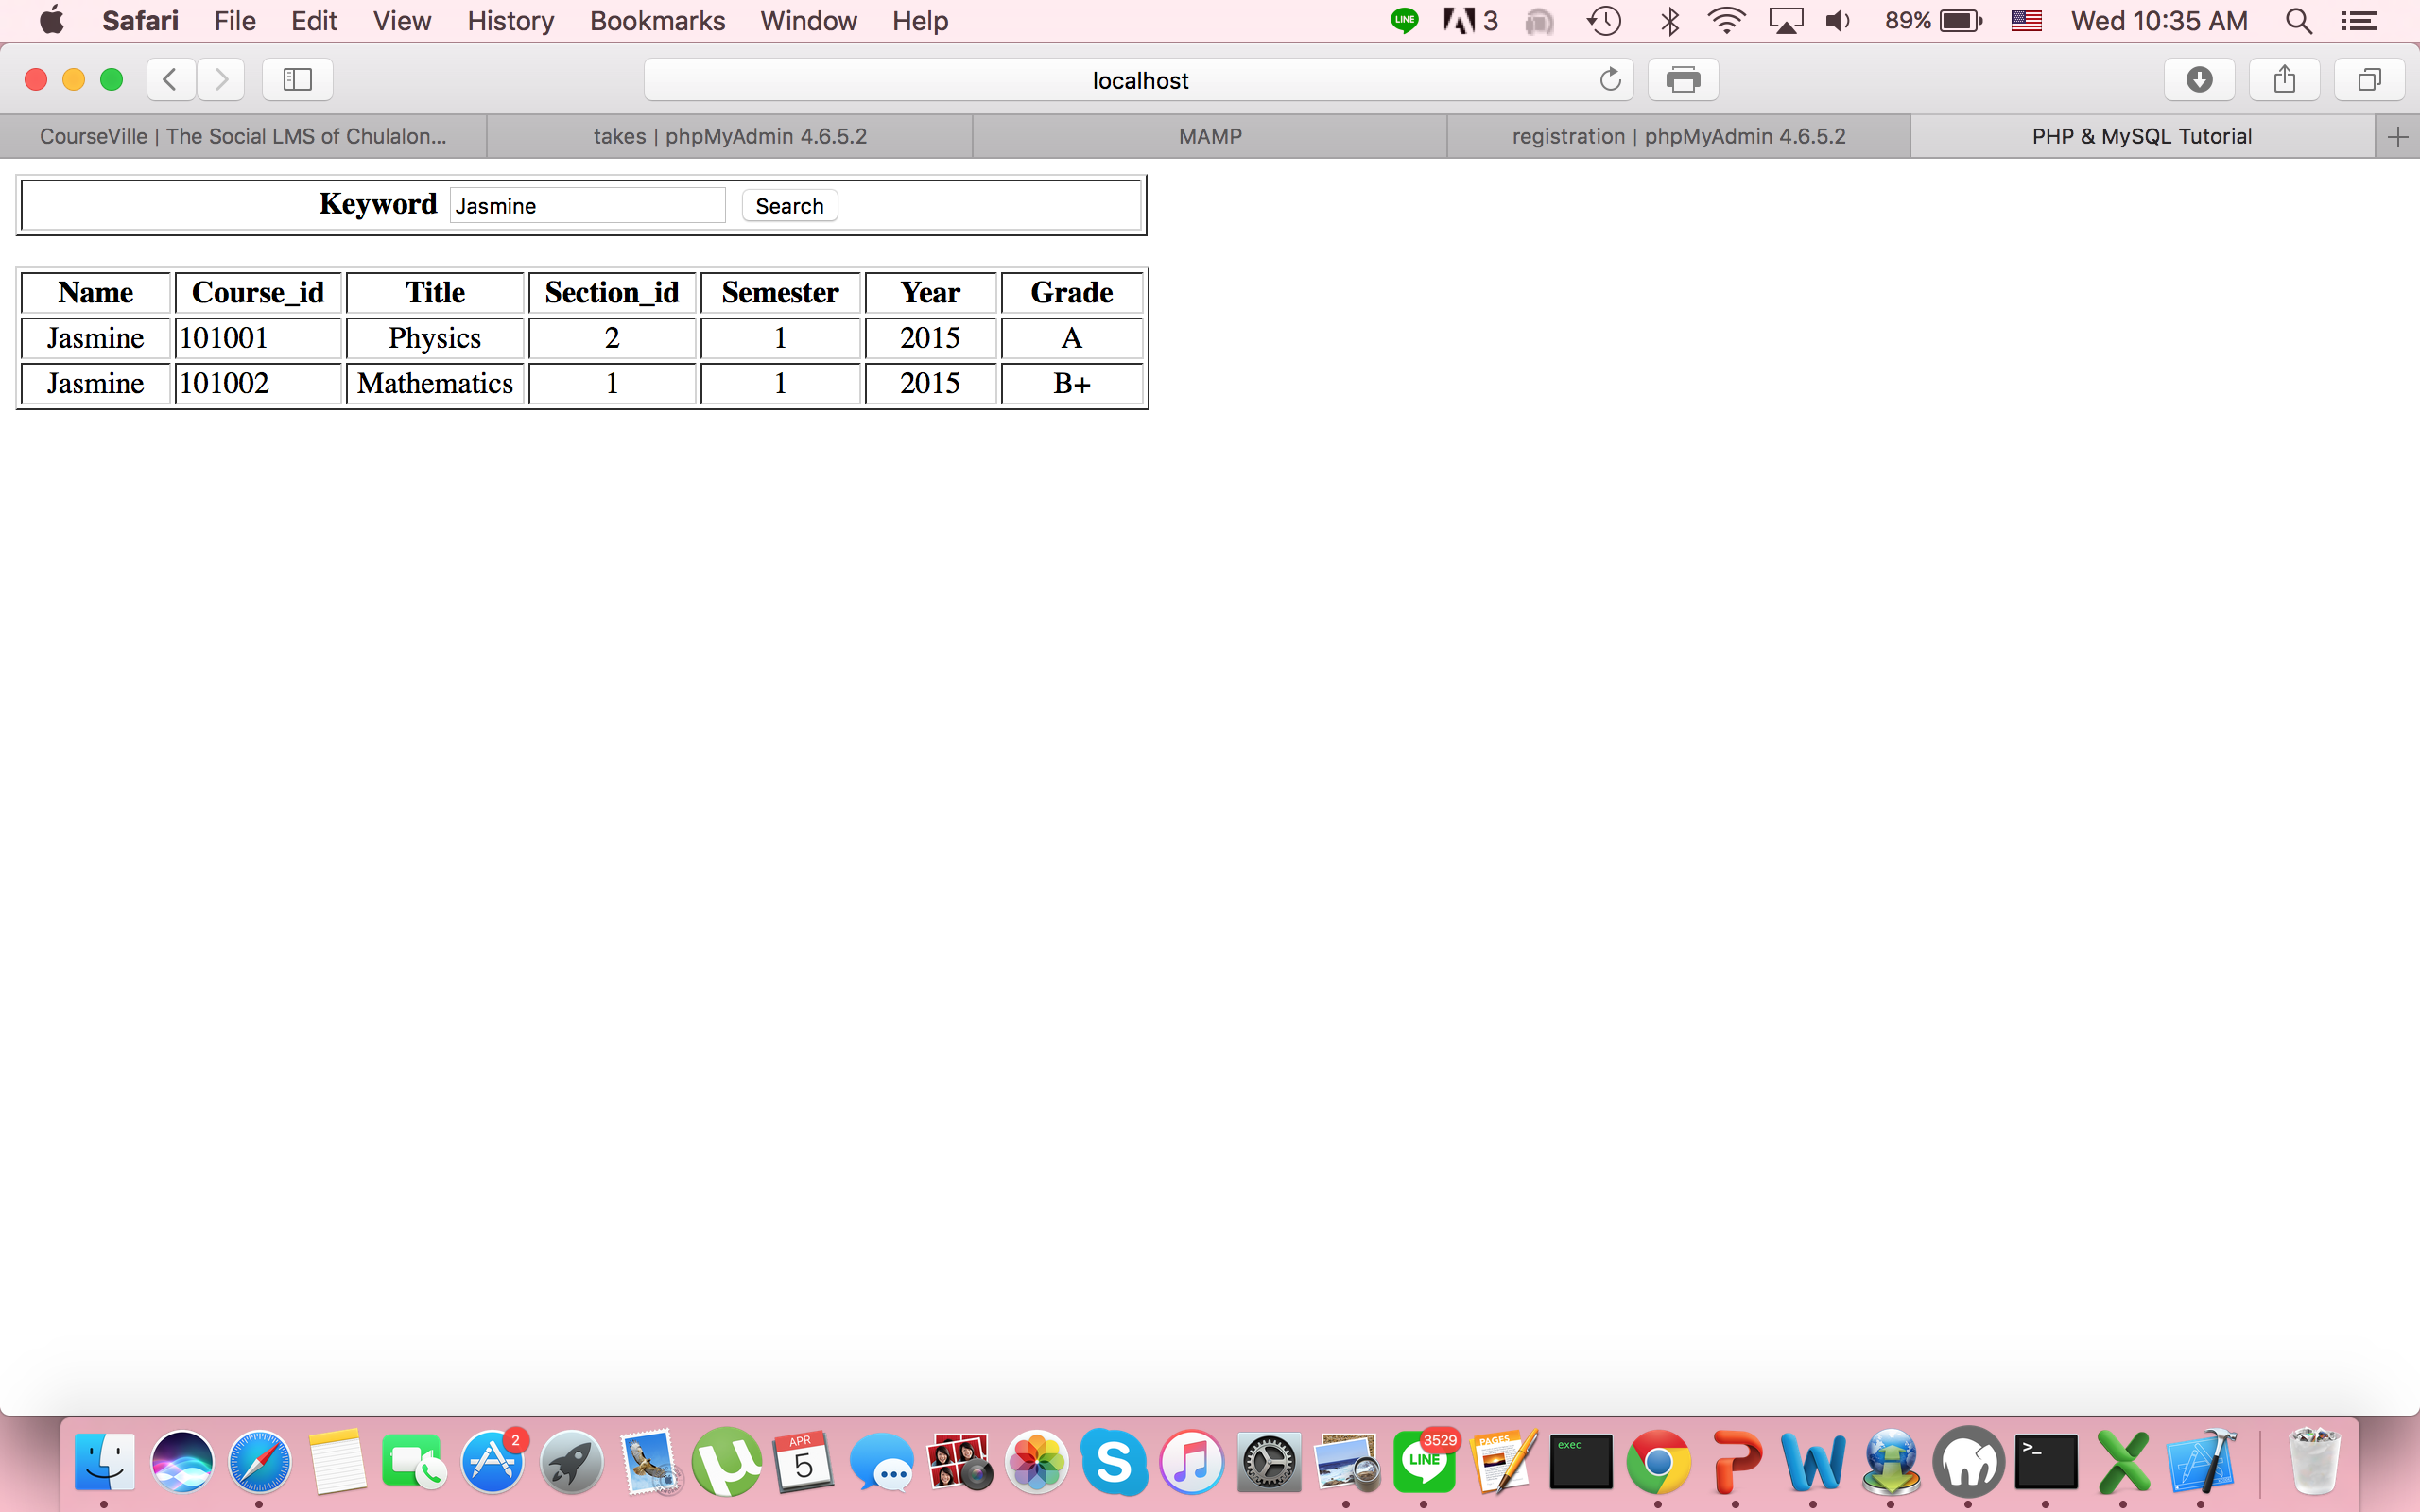 Safari File Edit View History Bookmarks Window Help LINE 3 89% Wed 10:35 AM
localhost
CourseVille | The Social LMS of Chulalon... takes | phpMyAdmin 4.6.5.2 MAMP registration | phpMyAdmin 4.6.5.2 PHP & MySQL Tutorial
Keyword Jasmine Search
Name Course_id Title Section_id Semester Year Grade
Jasmine 101001 Physics 2 1 2015 A
Jasmine 101002 Mathematics 1 1 2015 B+
2 APR 5 3529 LINE PAGES exec >_